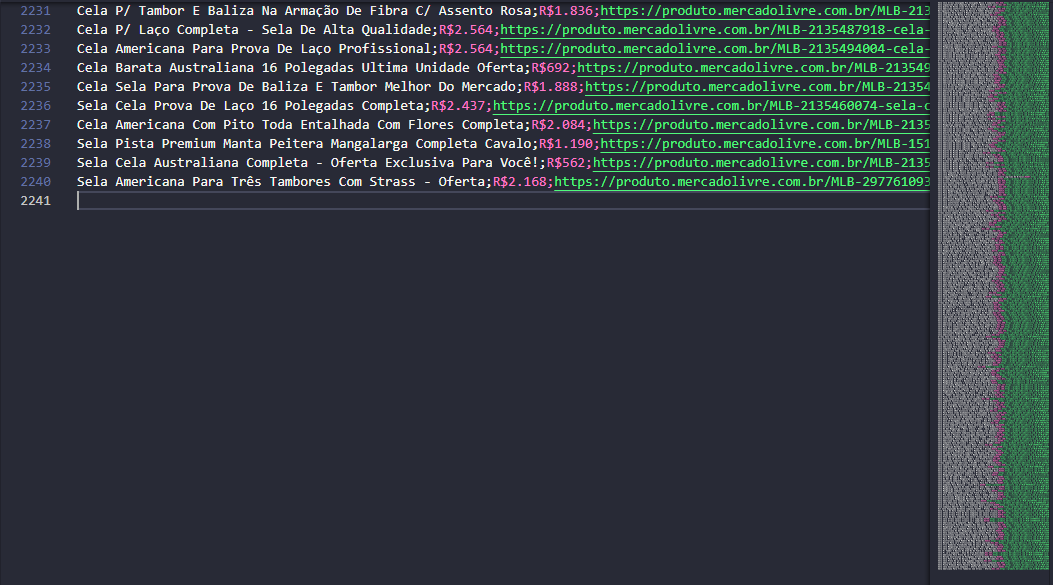 2231 Cela P/ Tambor E Baliza Na Armação De Fibra C/ Assento Rosa;R$1.836;https://produto.mercadolivre.com.br/MLB-213
2232 Cela P/ Laço Completa - Sela De Alta Qualidade;R$2.564;https://produto.mercadolivre.com.br/MLB-2135487918-cela-
2233 Cela Americana Para Prova De Laço Profissional;R$2.564;https://produto.mercadolivre.com.br/MLB-2135494004-cela-
2234 Cela Barata Australiana 16 Polegadas Ultima Unidade Oferta;R$692;https://produto.mercadolivre.com.br/MLB-213549
2235 Cela Sela Para Prova De Baliza E Tambor Melhor Do Mercado;R$1.888;https://produto.mercadolivre.com.br/MLB-21354
2236 Sela Cela Prova De Laço 16 Polegadas Completa;R$2.437;https://produto.mercadolivre.com.br/MLB-2135460074-sela-c
2237 Cela Americana Com Pito Toda Entalhada Com Flores Completa;R$2.084;https://produto.mercadolivre.com.br/MLB-2135
2238 Sela Pista Premium Manta Peitera Mangalarga Completa Cavalo;R$1.190;https://produto.mercadolivre.com.br/MLB-151
2239 Sela Cela Australiana Completa - Oferta Exclusiva Para Você!;R$562;https://produto.mercadolivre.com.br/MLB-2135
2240 Sela Americana Para Três Tambores Com Strass - Oferta;R$2.168;https://produto.mercadolivre.com.br/MLB-297761093
2241